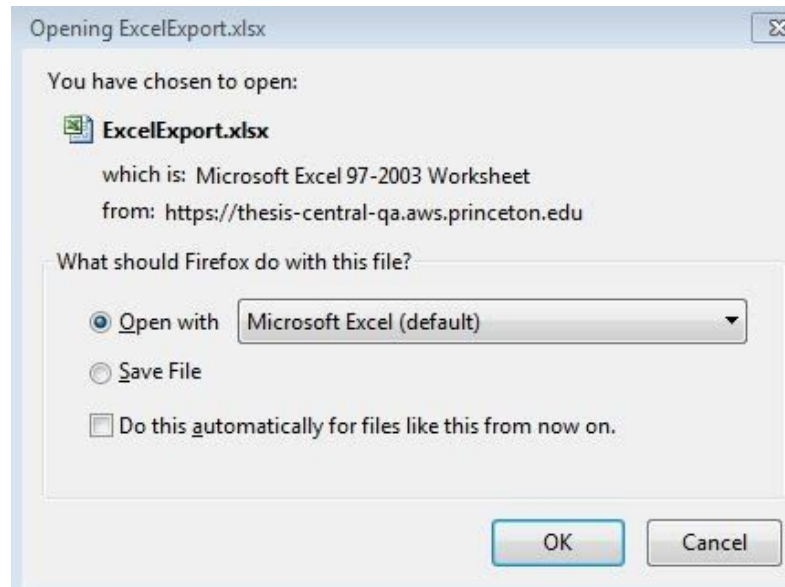 Opening ExcelExport.xlsx
You have chosen to open:
ExcelExport.xlsx
which is: Microsoft Excel 97-2003 Worksheet
from: https://thesis-central-qa.aws.princeton.edu
What should Firefox do with this file?
Open with Microsoft Excel (default)
Save File
Do this automatically for files like this from now on.
OK Cancel